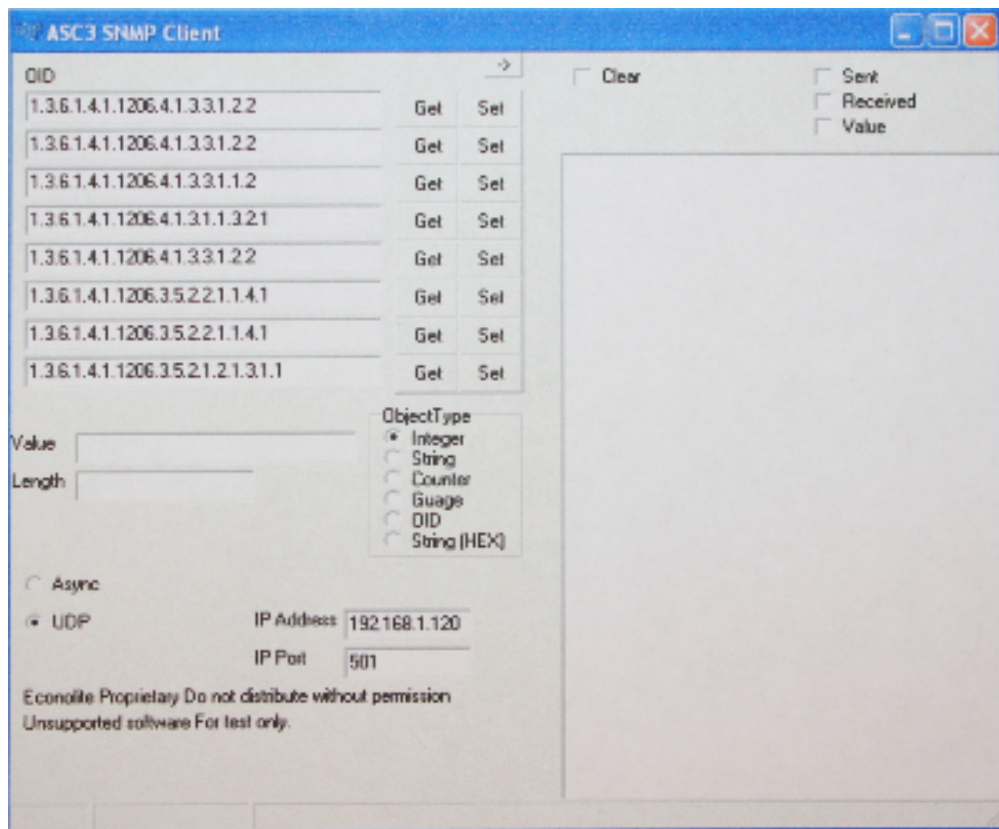 ASC3 SNMP Client
OID
->
1.3.6.1.4.1.1206.4.1.3.3.1.2.2 Get Set
1.3.6.1.4.1.1206.4.1.3.3.1.2.2 Get Set
1.3.6.1.4.1.1206.4.1.3.3.1.1.2 Get Set
1.3.6.1.4.1.1206.4.1.3.1.1.3.2.1 Get Set
1.3.6.1.4.1.1206.4.1.3.3.1.2.2 Get Set
1.3.6.1.4.1.1206.3.5.2.2.1.1.4.1 Get Set
1.3.6.1.4.1.1206.3.5.2.2.1.1.4.1 Get Set
1.3.6.1.4.1.1206.3.5.2.1.2.1.3.1.1 Get Set
Value
Length
ObjectType
Integer
String
Counter
Guage
OID
String (HEX)
Async
UDP
IP Address 192.168.1.120
IP Port 501
Econolite Proprietary Do not distribute without permission
Unsupported software For test only.
Clear
Sent
Received
Value